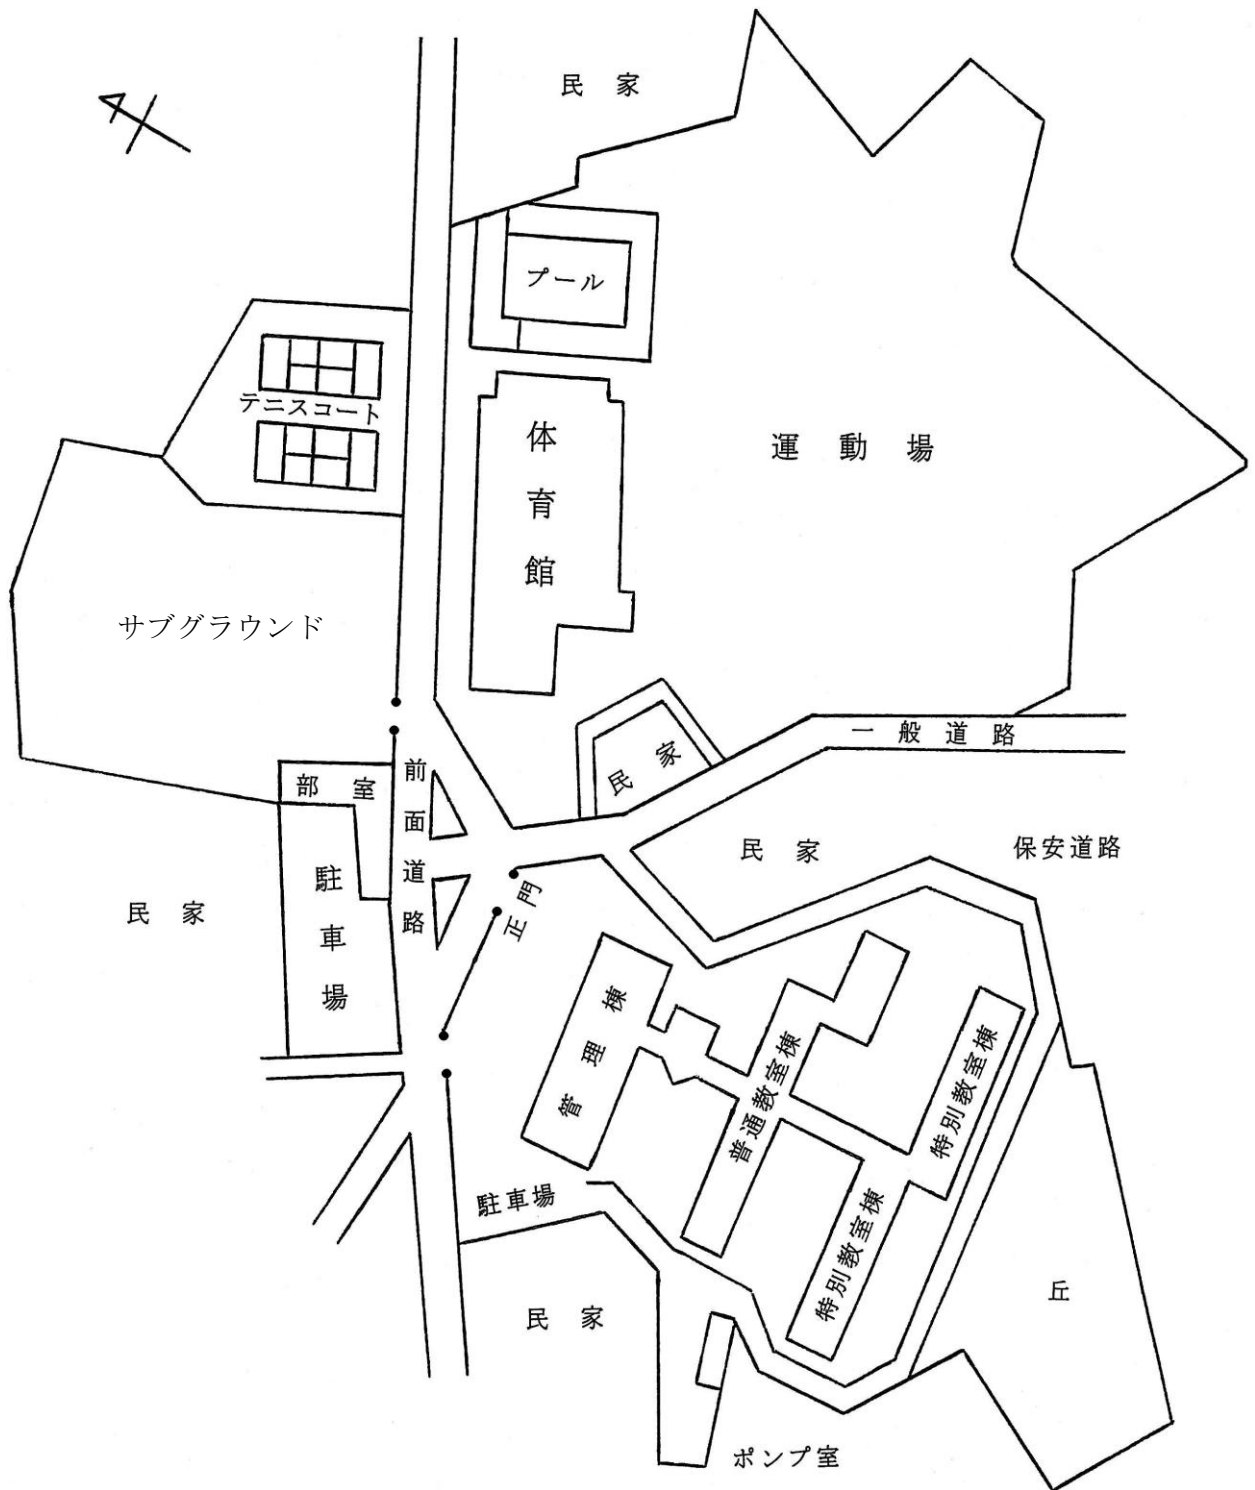 民家
プール
テニスコート
体育館
運動場
サブグラウンド
一般道路
民家
部室
前面道路
民家
保安道路
駐車場
民家
正門
管理棟
普通教室棟
特別教室棟
駐車場
特別教室棟
丘
民家
ポンプ室